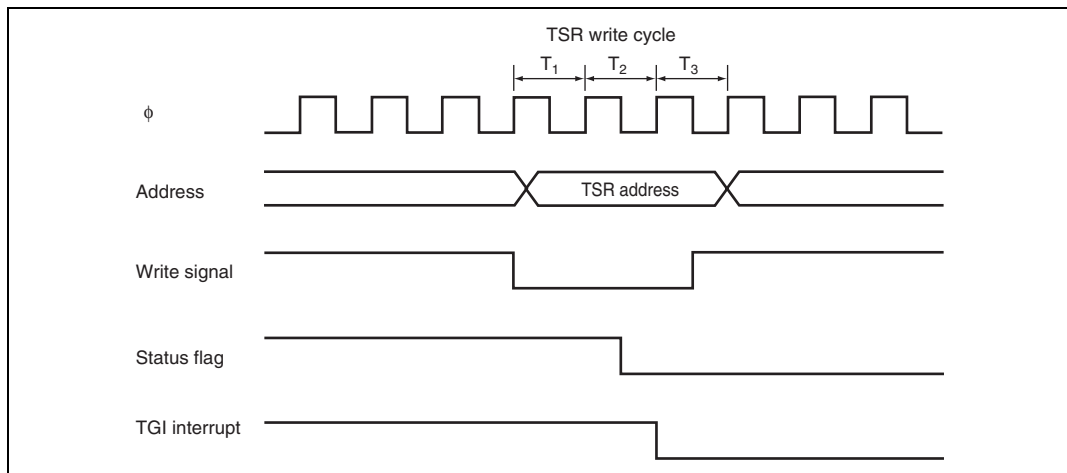 TSR write cycle
T1 T2 T3
ϕ
Address
TSR address
Write signal
Status flag
TGI interrupt